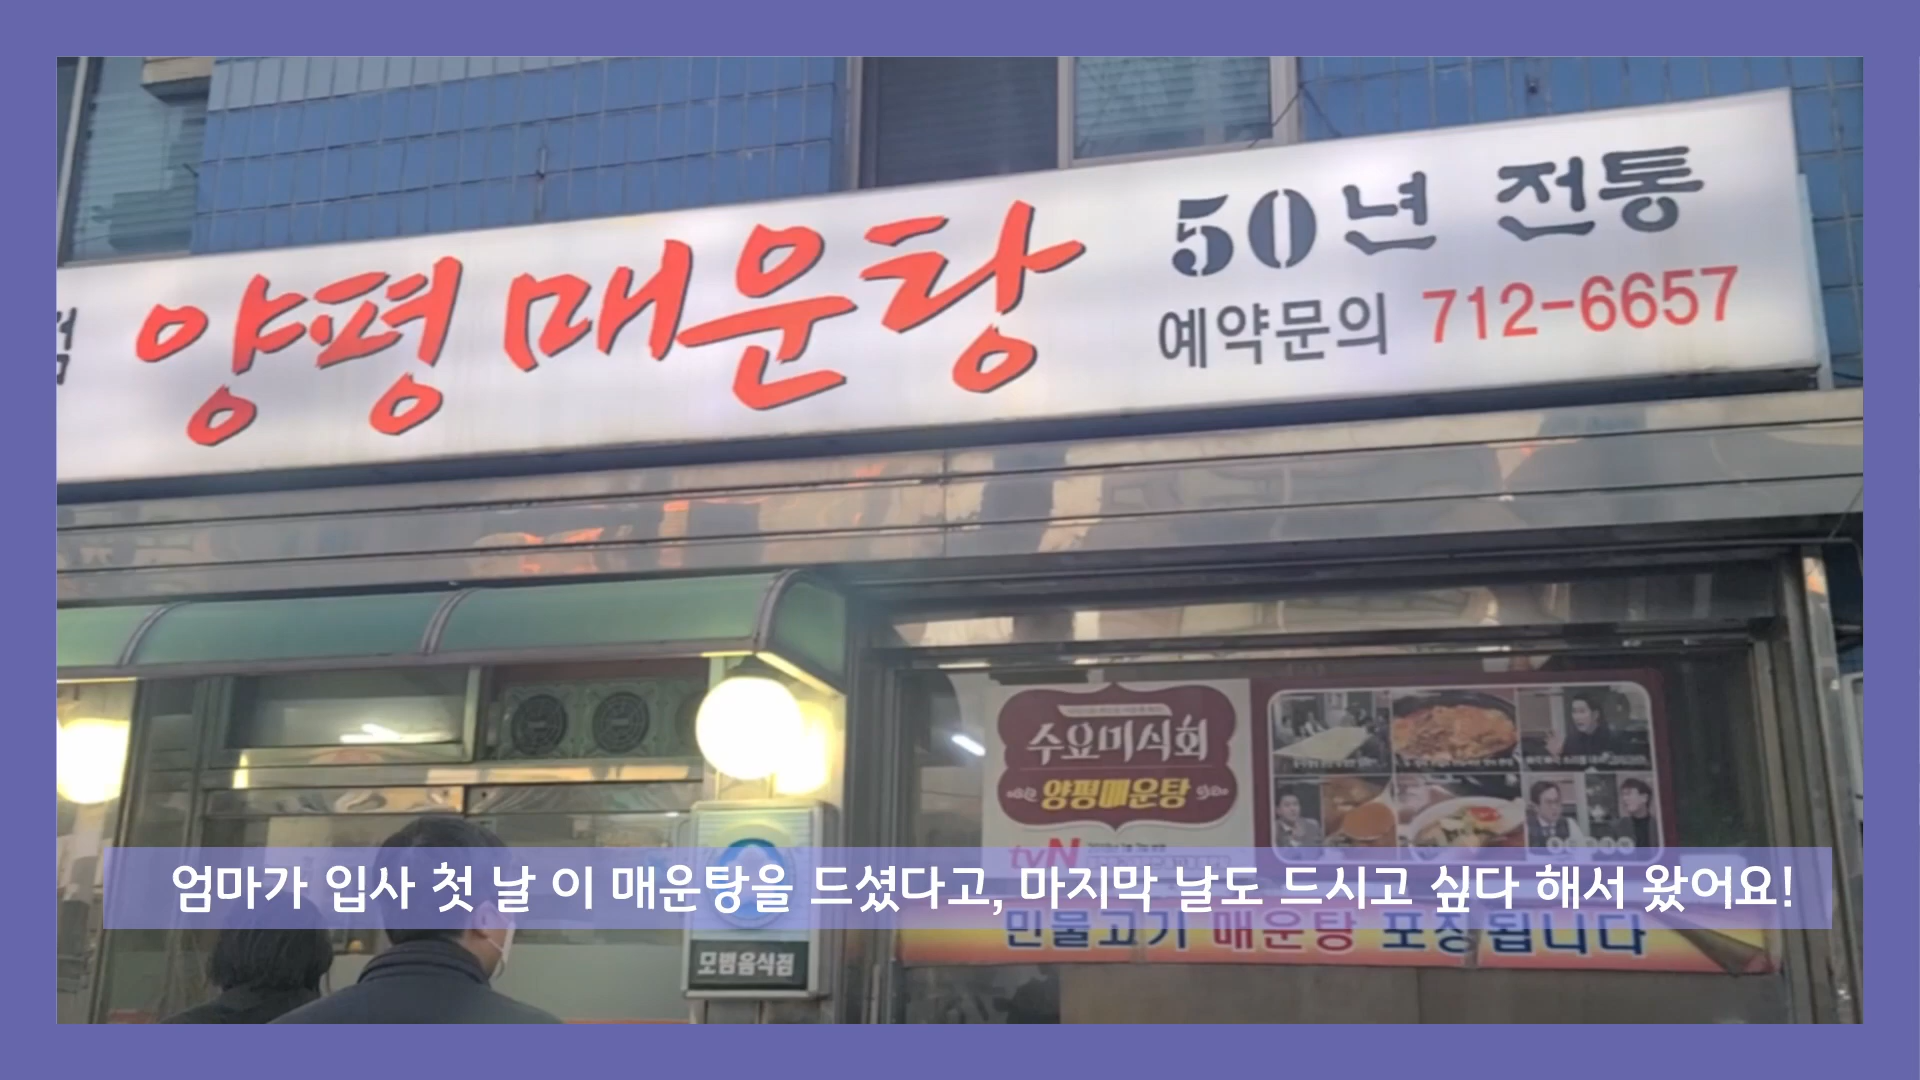 양평매운탕
50년 전통
예약문의 712-6657
수요미식회
양평매운탕
tvN
엄마가 입사 첫 날 이 매운탕을 드셨다고, 마지막 날도 드시고 싶다 해서 왔어요!
민물고기 매운탕 포장됩니다
모범음식점